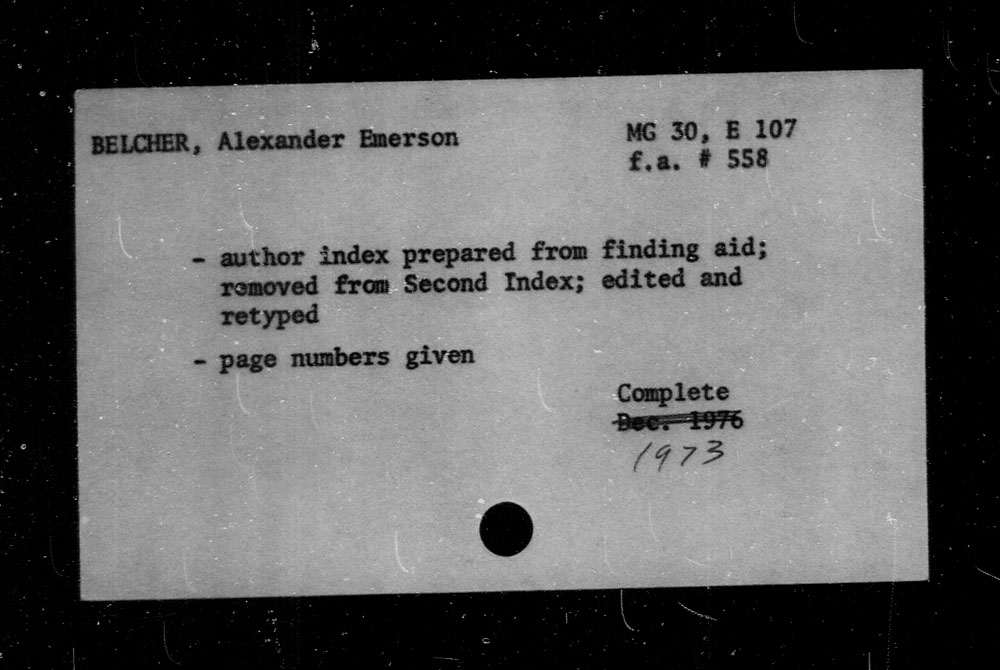 BELCHER, Alexander Emerson
MG 30, E 107
f.a. # 558
- author index prepared from finding aid;
removed from Second Index; edited and
retyped
- page numbers given
Complete
Dec. 1976
1973